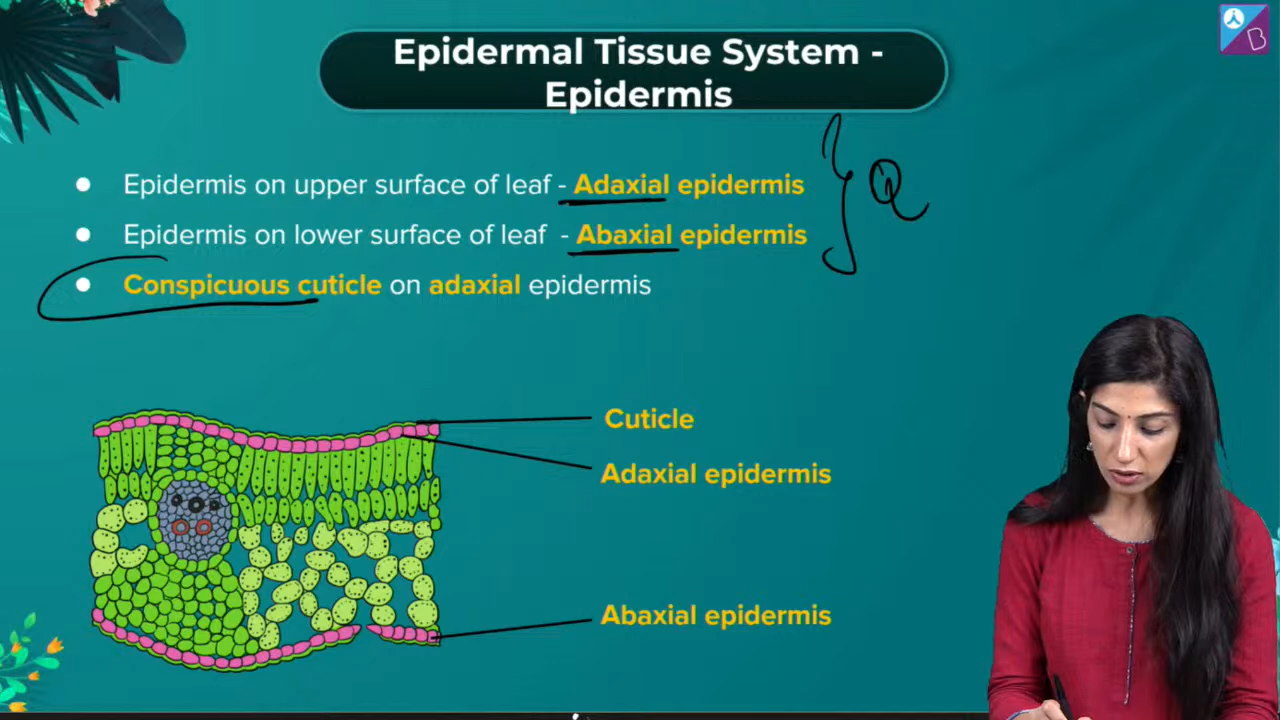 Epidermal Tissue System -
Epidermis
● Epidermis on upper surface of leaf - Adaxial epidermis
● Epidermis on lower surface of leaf - Abaxial epidermis
● Conspicuous cuticle on adaxial epidermis
Q
B
Cuticle
Adaxial epidermis
Abaxial epidermis